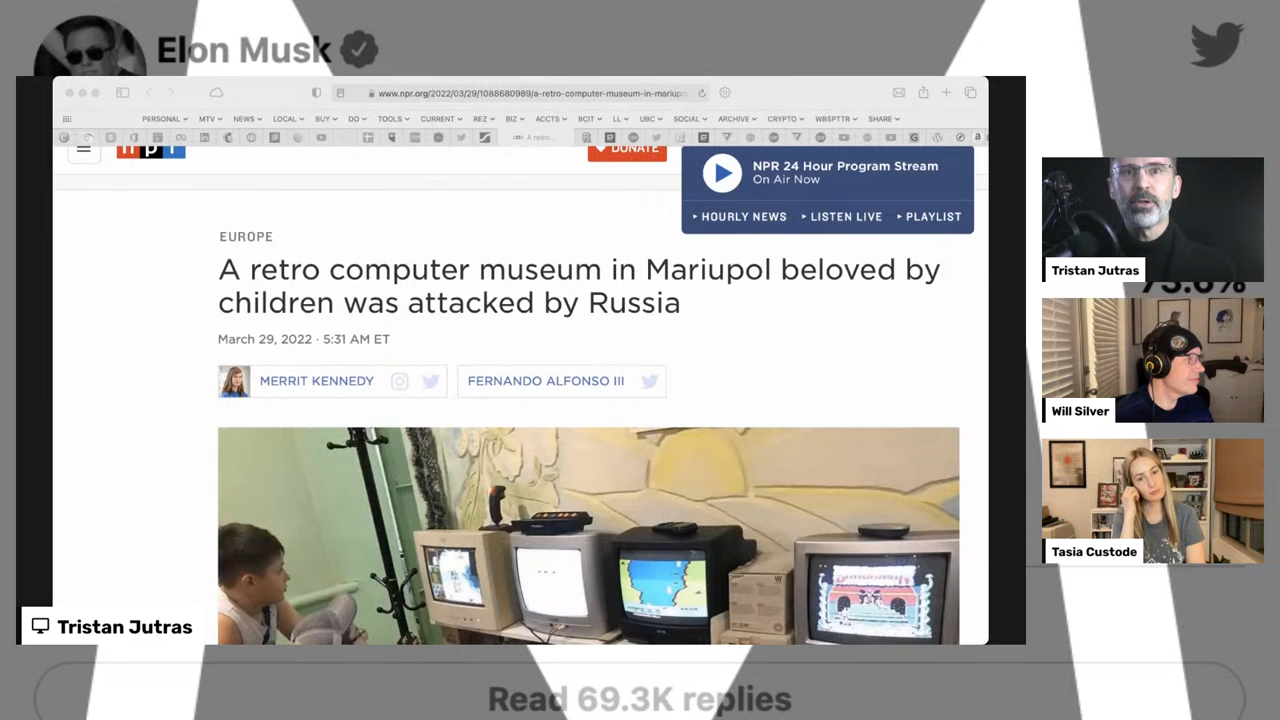 Elon Musk
www.npr.org/2022/03/29/1088680989/a-retro-computer-museum-in-mariupo
PERSONAL MTV NEWS LOCAL BUY DO TOOLS CURRENT REZ BIZ ACCTS BCIT LL UBC SOCIAL ARCHIVE CRYPTO WBSPTTR SHARE
A retro...
npr
DONATE
NPR 24 Hour Program Stream
On Air Now
HOURLY NEWS LISTEN LIVE PLAYLIST
EUROPE
A retro computer museum in Mariupol beloved by
children was attacked by Russia
March 29, 2022 · 5:31 AM ET
MERRIT KENNEDY FERNANDO ALFONSO III
Tristan Jutras
73.6%
Will Silver
Tasia Custode
Tristan Jutras
Read 69.3K replies